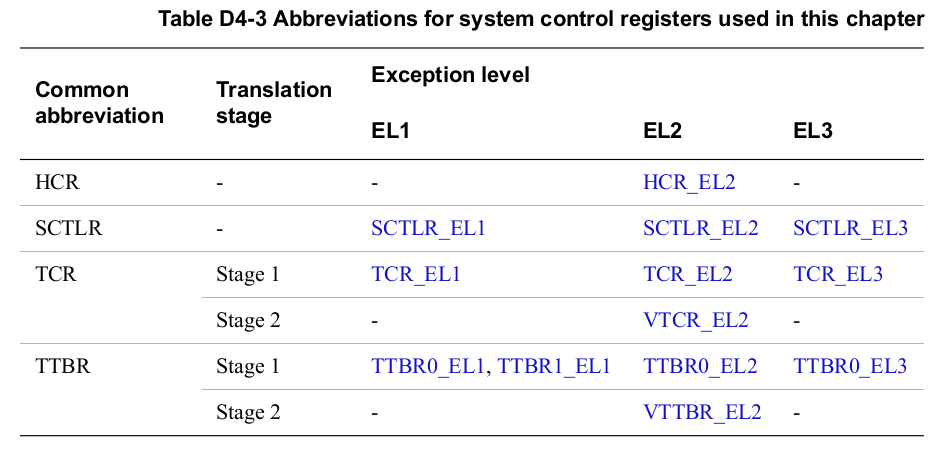 Table D4-3 Abbreviations for system control registers used in this chapter
Common abbreviation Translation stage Exception level
EL1 EL2 EL3
HCR - - HCR_EL2 -
SCTLR - SCTLR_EL1 SCTLR_EL2 SCTLR_EL3
TCR Stage 1 TCR_EL1 TCR_EL2 TCR_EL3
Stage 2 - VTCR_EL2 -
TTBR Stage 1 TTBR0_EL1, TTBR1_EL1 TTBR0_EL2 TTBR0_EL3
Stage 2 - VTTBR_EL2 -